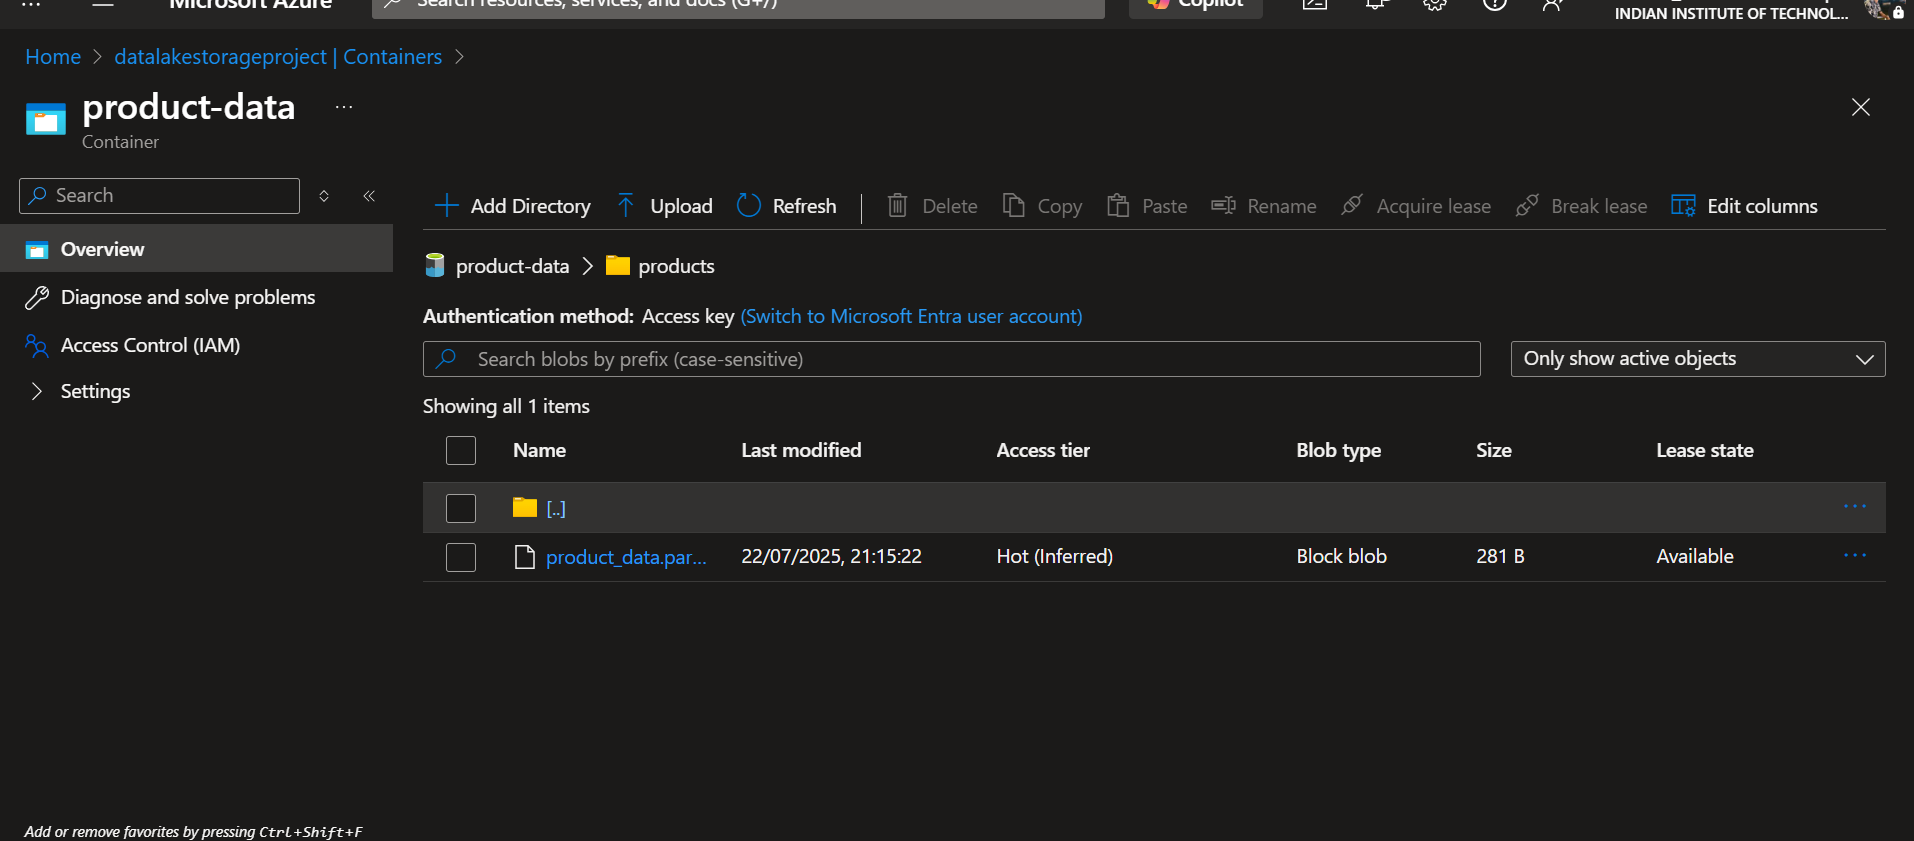 Microsoft Azure
Search resources, services, and docs (G+/)
Copilot
INDIAN INSTITUTE OF TECHNOL...
Home > datalakestorageproject | Containers >
product-data ...
Container
Search
Overview
Diagnose and solve problems
Access Control (IAM)
Settings
Add Directory Upload Refresh Delete Copy Paste Rename Acquire lease Break lease Edit columns
product-data > products
Authentication method: Access key (Switch to Microsoft Entra user account)
Search blobs by prefix (case-sensitive)
Only show active objects
Showing all 1 items
Name Last modified Access tier Blob type Size Lease state
[..]
product_data.par... 22/07/2025, 21:15:22 Hot (Inferred) Block blob 281 B Available
Add or remove favorites by pressing Ctrl+Shift+F